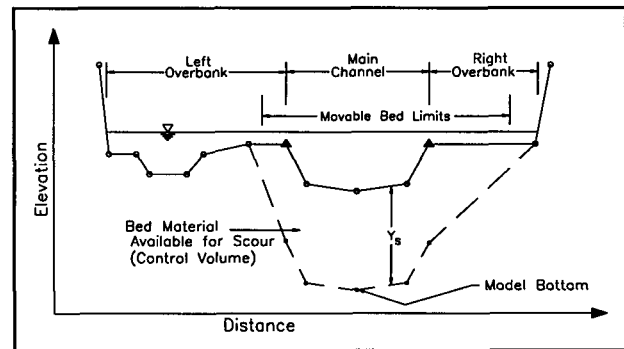 Left
Overbank
Main
Channel
Right
Overbank
Movable Bed Limits
Elevation
Bed Material
Available for Scour
(Control Volume)
Ys
Model Bottom
Distance